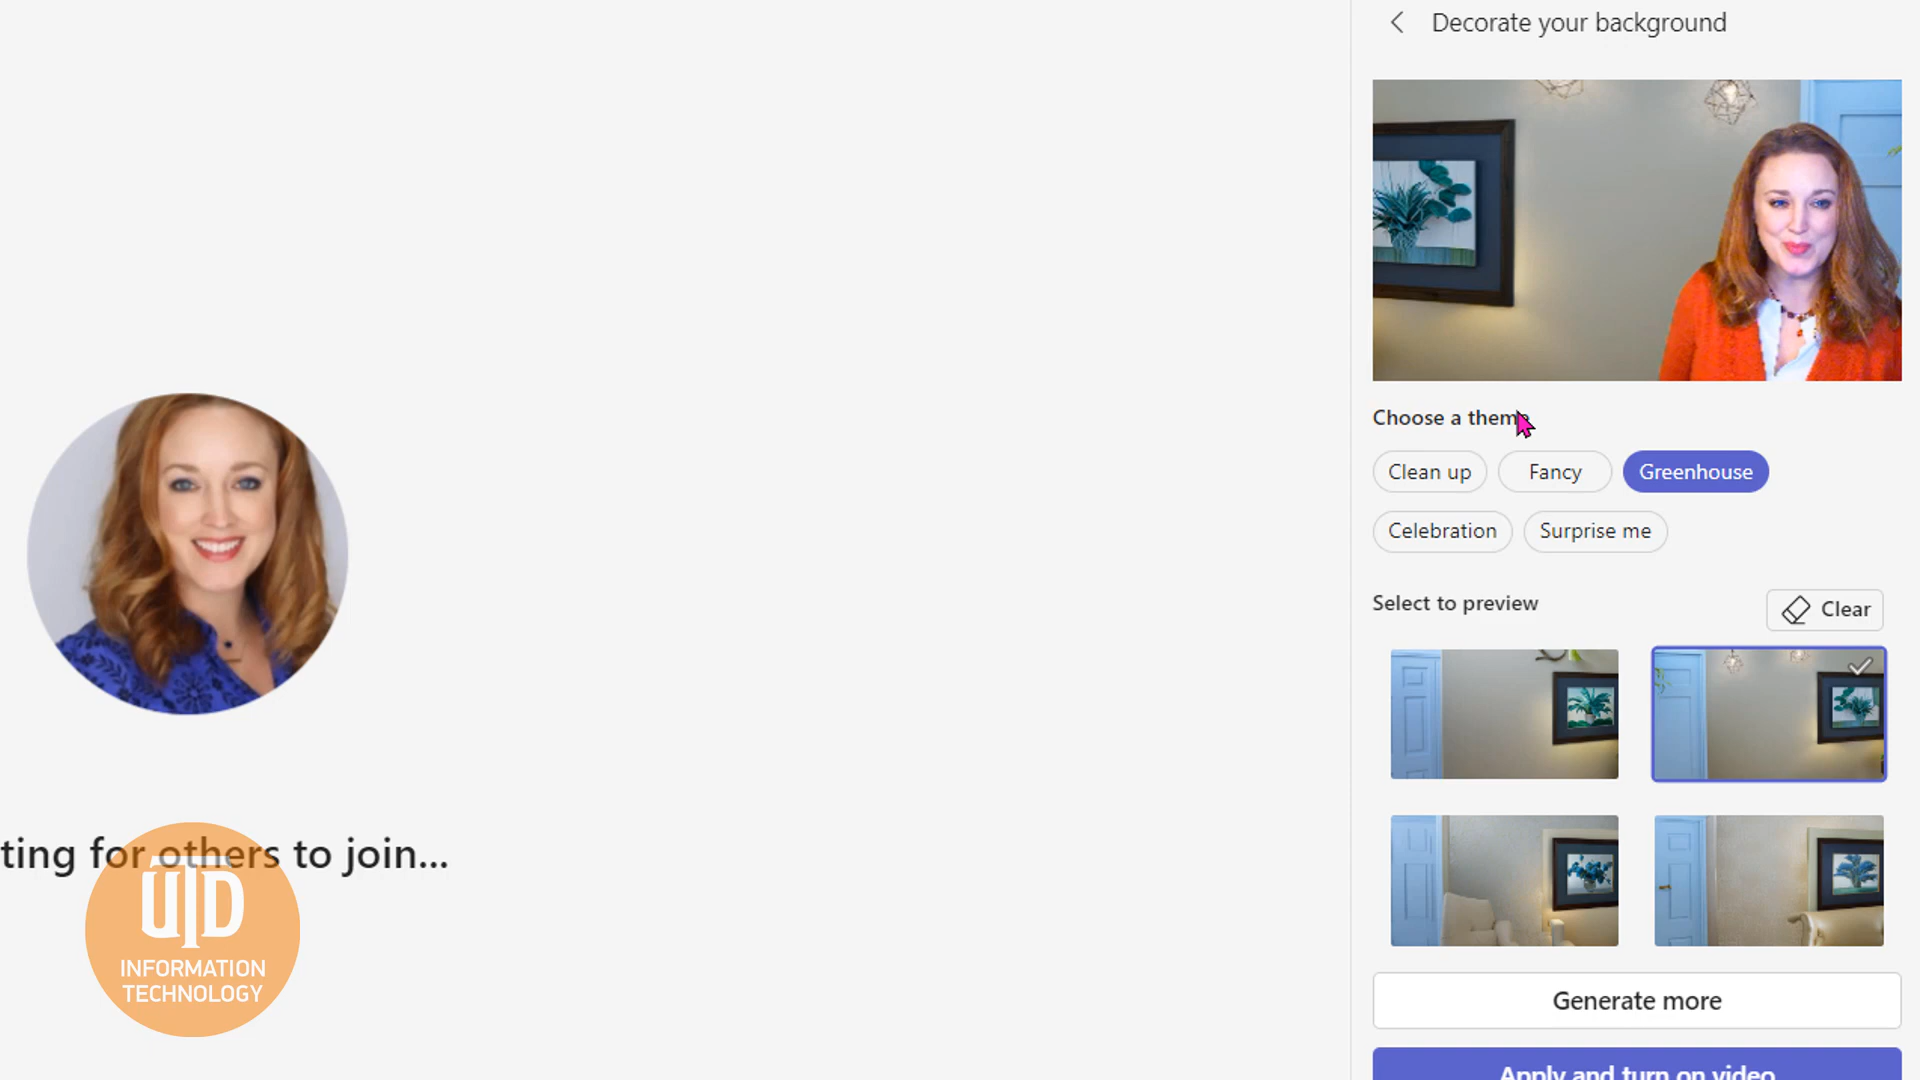 Decorate your background
Choose a theme
Clean up
Fancy
Greenhouse
Celebration
Surprise me
Select to preview
Clear
ting for others to join...
UTD
INFORMATION
TECHNOLOGY
Generate more
Apply and turn on video